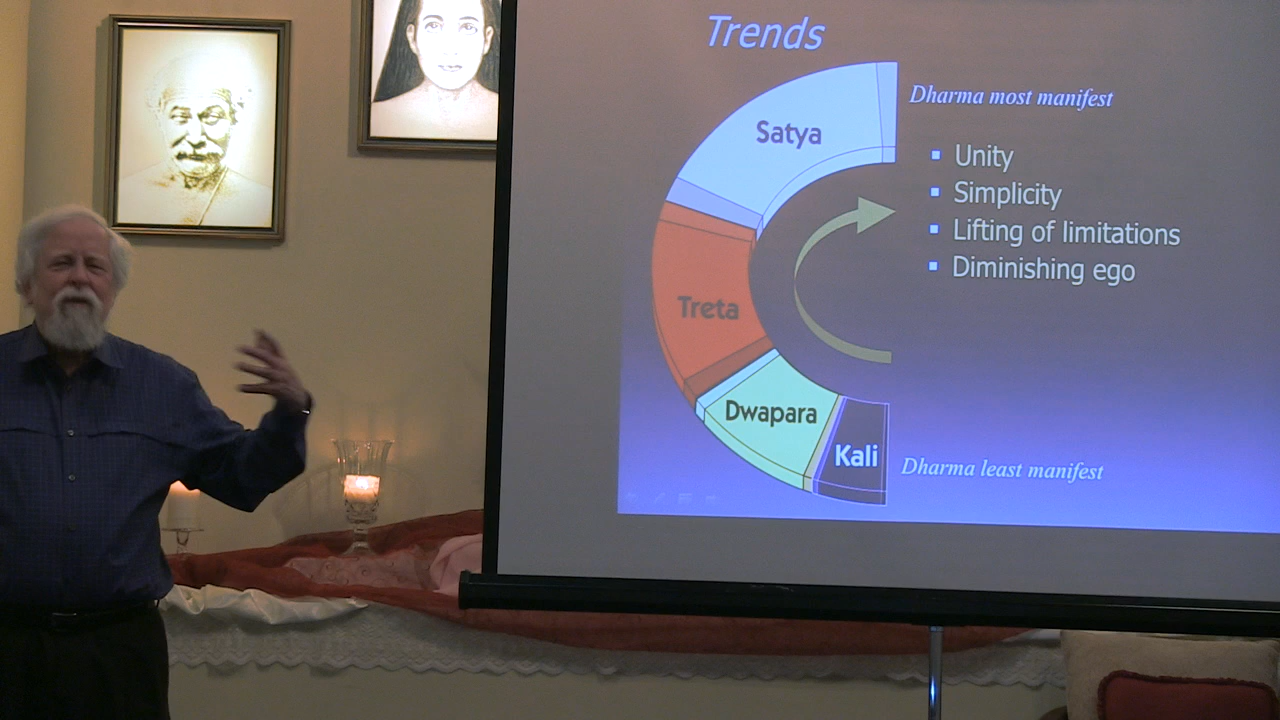 Trends
Dharma most manifest
Satya
Unity
Simplicity
Lifting of limitations
Diminishing ego
Treta
Dwapara
Kali
Dharma least manifest